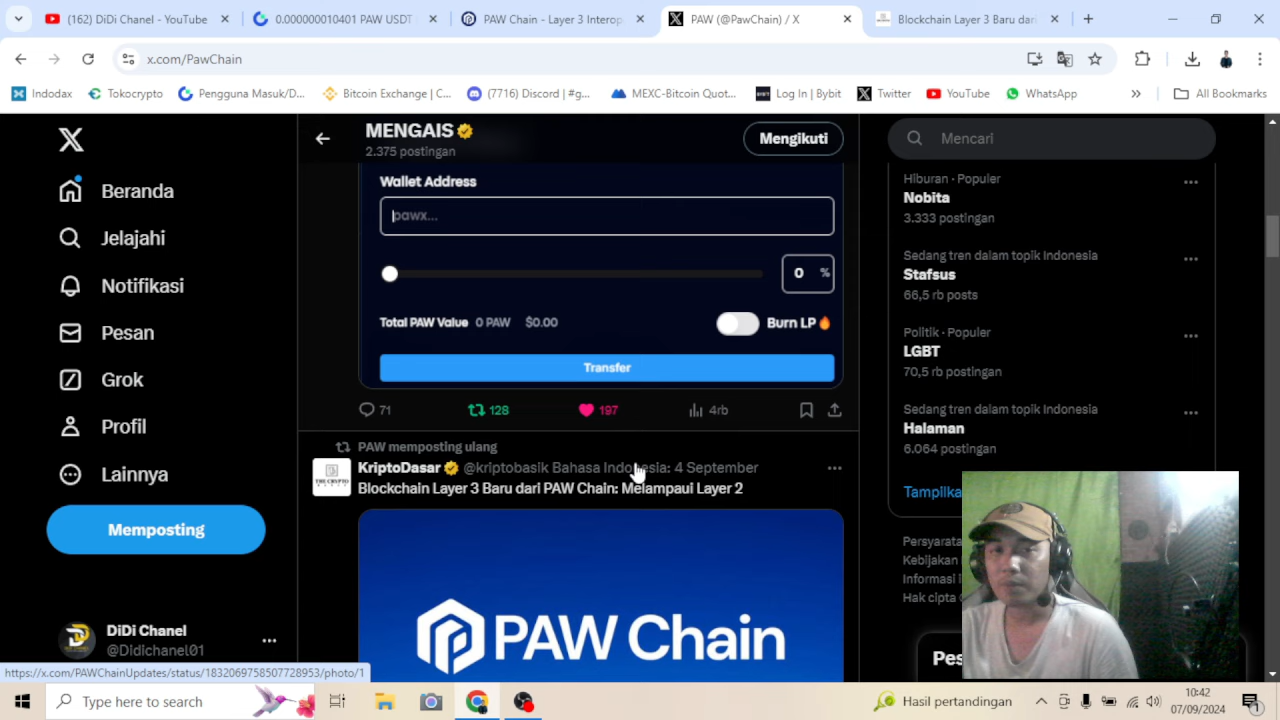 (162) DiDi Chanel - YouTube
0.000000010401 PAW USDT
PAW Chain - Layer 3 Interop
PAW (@PawChain) / X
Blockchain Layer 3 Baru dari
x.com/PawChain
Indodax
Tokocrypto
Pengguna Masuk/D...
Bitcoin Exchange | C...
(7716) Discord | #g...
MEXC-Bitcoin Quot...
Log In | Bybit
Twitter
YouTube
WhatsApp
All Bookmarks
Beranda
Jelajahi
Notifikasi
Pesan
Grok
Profil
Lainnya
Memposting
DiDi Chanel
@Didichanel01
MENGAIS
2.375 postingan
Mengikuti
Wallet Address
pawx...
0 %
Total PAW Value 0 PAW $0.00
Burn LP
Transfer
71 128 197 4rb
PAW memposting ulang
KriptoDasar @kriptobasik Bahasa Indonesia: 4 September
Blockchain Layer 3 Baru dari PAW Chain: Melampaui Layer 2
PAW Chain
Mencari
Hiburan · Populer
Nobita
3.333 postingan
Sedang tren dalam topik Indonesia
Stafsus
66,5 rb posts
Politik · Populer
LGBT
70,5 rb postingan
Sedang tren dalam topik Indonesia
Halaman
6.064 postingan
Tampilka
Persyarata
Kebijakan
Informasi i
Hak cipta
Pes
https://x.com/PAWChainUpdates/status/1832069758507728953/photo/1
Type here to search
Hasil pertandingan
10:42
07/09/2024